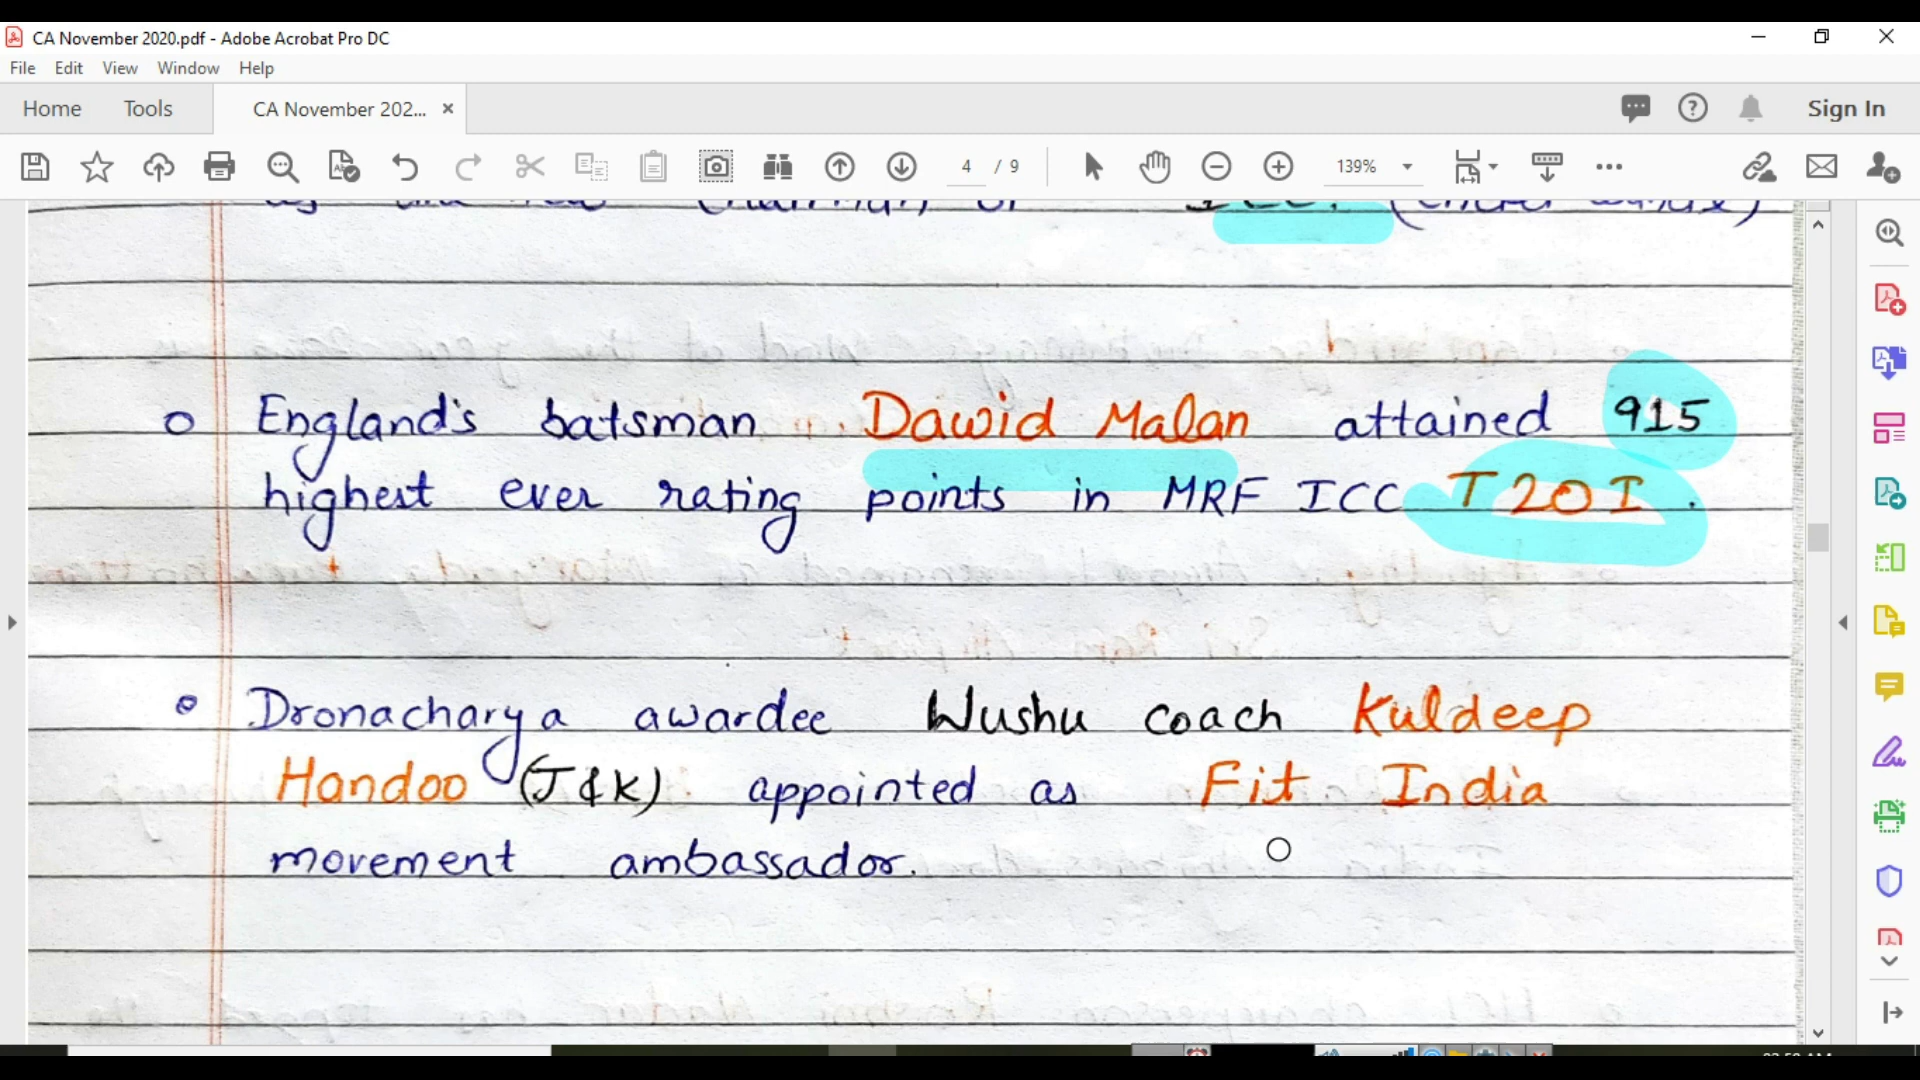 CA November 2020.pdf - Adobe Acrobat Pro DC
File Edit View Window Help
Home Tools CA November 202... × Sign In
4 / 9 139%
England's batsman Dawid Malan attained 915
highest ever rating points in MRF ICC T20I.
Dronacharya awardee Wushu coach Kuldeep
Handoo (J&K) appointed as Fit India
movement ambassador.